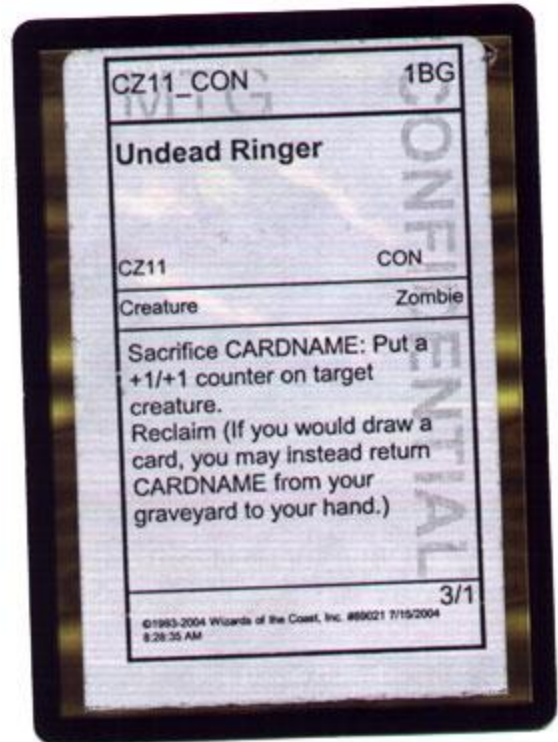 CZ11_CON 1BG
MTG
CONFIDENTIAL
Undead Ringer
CZ11 CON
Creature Zombie
Sacrifice CARDNAME: Put a
+1/+1 counter on target
creature.
Reclaim (If you would draw a
card, you may instead return
CARDNAME from your
graveyard to your hand.)
3/1
©1993-2004 Wizards of the Coast, Inc. #69021 7/15/2004
8:28:35 AM